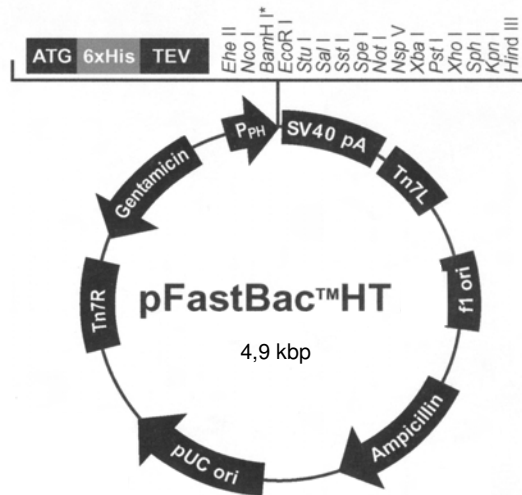 ATG 6xHis TEV
Ehe II
Nco I
BamH I*
EcoR I
Stu I
Sal I
Sst I
Spe I
Not I
Nsp V
Xba I
Pst I
Xho I
Sph I
Kpn I
Hind III
PPH
SV40 pA
Tn7L
f1 ori
Ampicillin
pUC ori
Tn7R
Gentamicin
pFastBac™HT
4,9 kbp